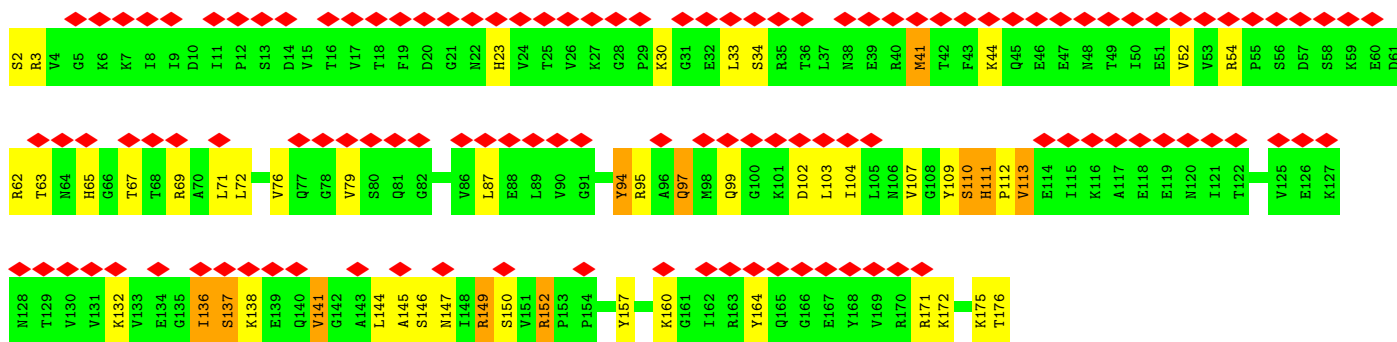 S2 R3 V4 G5 K6 K7 I8 I9 D10 I11 P12 S13 D14 V15 T16 V17 T18 F19 D20 G21 N22 H23 V24 T25 V26 K27 G28 P29 K30 G31 E32 L33 S34 R35 T36 L37 N38 E39 R40 M41 T42 F43 K44 Q45 E46 E47 N48 T49 I50 E51 V52 V53 R54 P55 S56 D57 S58 K59 E60 D61
R62 T63 N64 H65 G66 T67 T68 R69 A70 L71 L72 V76 Q77 G78 V79 S80 Q81 G82 V86 L87 E88 L89 V90 G91 Y94 R95 A96 Q97 M98 Q99 G100 K101 D102 L103 I104 L105 N106 V107 G108 Y109 S110 H111 P112 V113 E114 I115 K116 A117 E118 E119 N120 I121 T122 V125 E126 K127
N128 T129 V130 V131 K132 V133 E134 G135 I136 S137 K138 E139 Q140 V141 G142 A143 L144 A145 S146 N147 I148 R149 S150 V151 R152 P153 P154 Y157 K160 G161 I162 R163 Y164 Q165 G166 E167 Y168 V169 R170 R171 K172 K175 T176